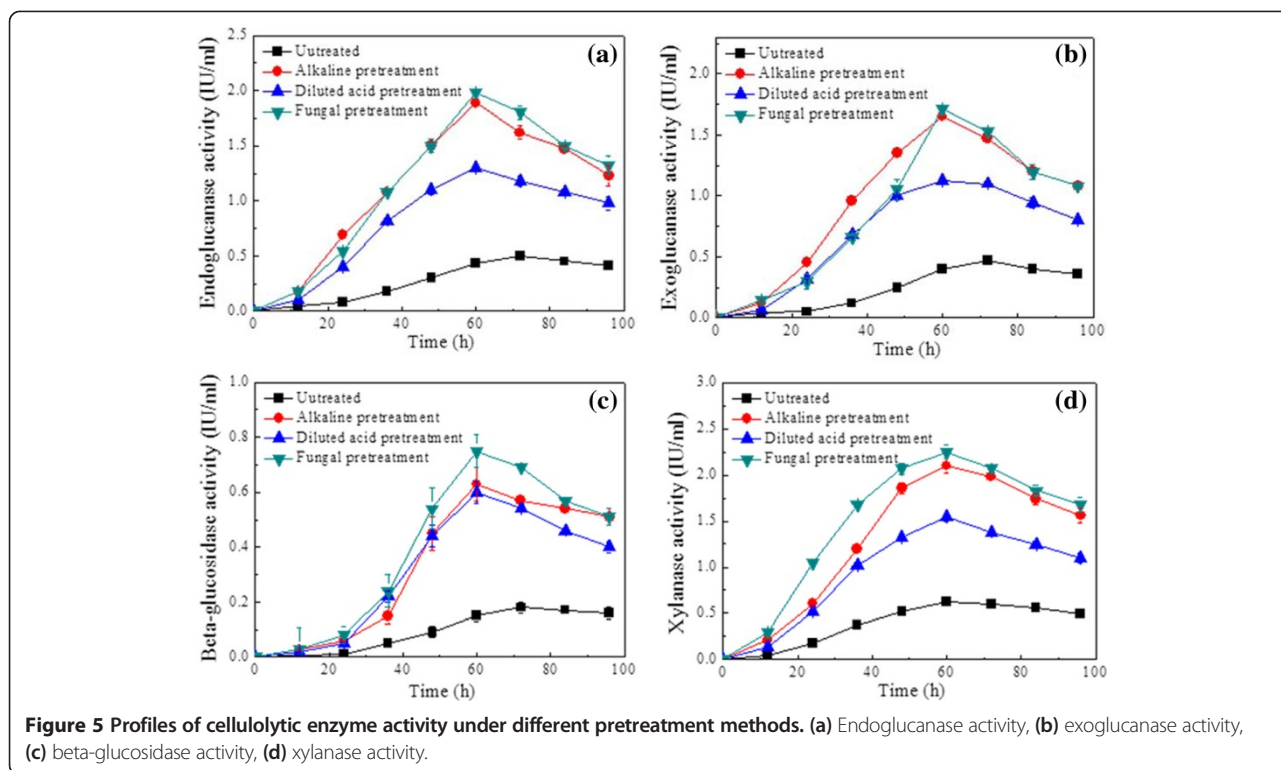 (a)
Uutreated
Alkaline pretreatment
Diluted acid pretreatment
Fungal pretreatment
Endoglucanase activity (IU/ml)
2.5
2.0
1.5
1.0
0.5
0.0
0 20 40 60 80 100
Time (h)
(b)
Uutreated
Alkaline pretreatment
Diluted acid pretreatment
Fungal pretreatment
Exoglucanase activity (IU/ml)
2.0
1.5
1.0
0.5
0.0
0 20 40 60 80 100
Time (h)
(c)
Uutreated
Alkaline pretreatment
Diluted acid pretreatment
Fungal pretreatment
Beta-glucosidase activity (IU/ml)
1.0
0.8
0.6
0.4
0.2
0.0
0 20 40 60 80 100
Time (h)
(d)
Uutreated
Alkaline pretreatment
Diluted acid pretreatment
Fungal pretreatment
Xylanase activity (IU/ml)
3.0
2.5
2.0
1.5
1.0
0.5
0.0
0 20 40 60 80 100
Time (h)
Figure 5 Profiles of cellulolytic enzyme activity under different pretreatment methods. (a) Endoglucanase activity, (b) exoglucanase activity,
(c) beta-glucosidase activity, (d) xylanase activity.